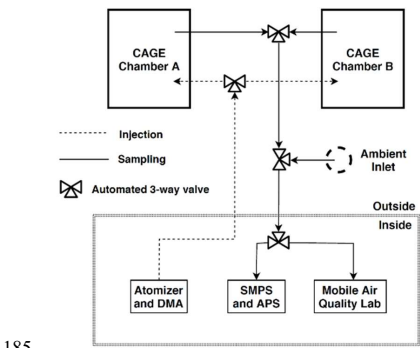 CAGE
Chamber A
CAGE
Chamber B
Injection
Sampling
Automated 3-way valve
Ambient
Inlet
Outside
Inside
Atomizer
and DMA
SMPS
and APS
Mobile Air
Quality Lab
185